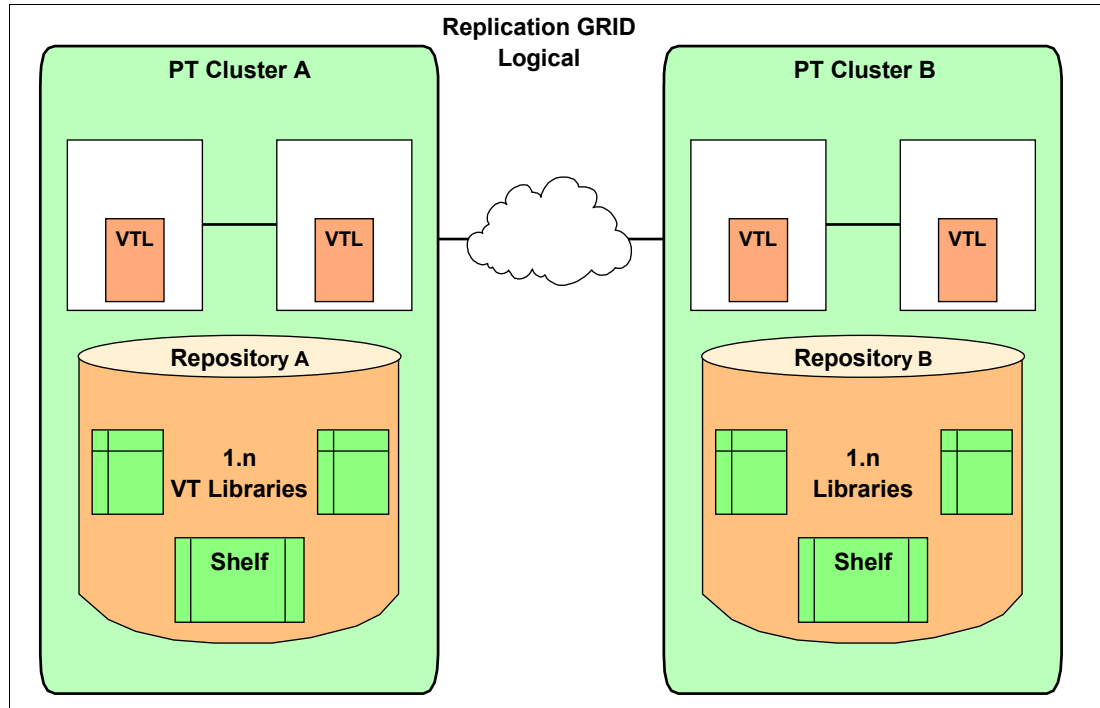 Replication GRID
Logical
PT Cluster A
VTL
VTL
Repository A
1.n
VT Libraries
Shelf
PT Cluster B
VTL
VTL
Repository B
1.n
Libraries
Shelf